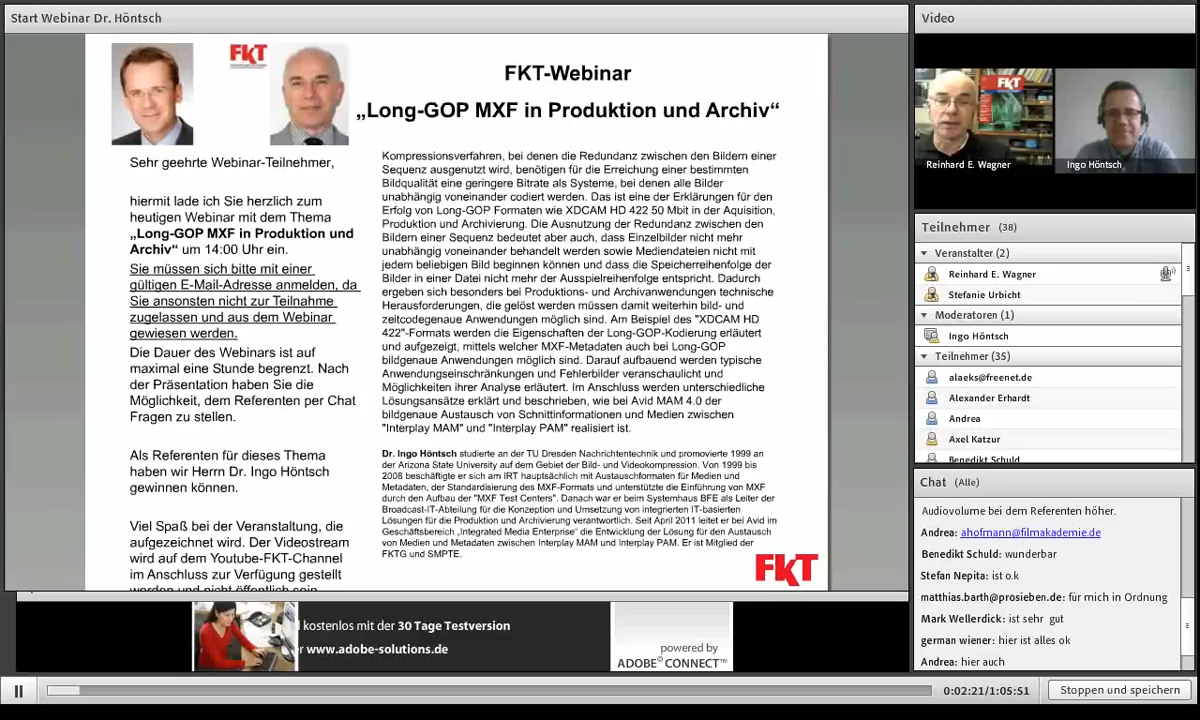 Start Webinar Dr. Höntsch
FKT
FKT-Webinar
„Long-GOP MXF in Produktion und Archiv“
Sehr geehrte Webinar-Teilnehmer,
hiermit lade ich Sie herzlich zum
heutigen Webinar mit dem Thema
„Long-GOP MXF in Produktion und
Archiv“ um 14:00 Uhr ein.
Sie müssen sich bitte mit einer
gültigen E-Mail-Adresse anmelden, da
Sie ansonsten nicht zur Teilnahme
zugelassen und aus dem Webinar
gewiesen werden.
Die Dauer des Webinars ist auf
maximal eine Stunde begrenzt. Nach
der Präsentation haben Sie die
Möglichkeit, dem Referenten per Chat
Fragen zu stellen.
Als Referenten für dieses Thema
haben wir Herrn Dr. Ingo Höntsch
gewinnen können.
Viel Spaß bei der Veranstaltung, die
aufgezeichnet wird. Der Videostream
wird auf dem Youtube-FKT-Channel
im Anschluss zur Verfügung gestellt
werden und nicht öffentlich sein
Kompressionsverfahren, bei denen die Redundanz zwischen den Bildern einer
Sequenz ausgenutzt wird, benötigen für die Erreichung einer bestimmten
Bildqualität eine geringere Bitrate als Systeme, bei denen alle Bilder
unabhängig voneinander codiert werden. Das ist eine der Erklärungen für den
Erfolg von Long-GOP Formaten wie XDCAM HD 422 50 Mbit in der Aquisition,
Produktion und Archivierung. Die Ausnutzung der Redundanz zwischen den
Bildern einer Sequenz bedeutet aber auch, dass Einzelbilder nicht mehr
unabhängig voneinander behandelt werden sowie Mediendateien nicht mit
jedem beliebigen Bild beginnen können und dass die Speicherreihenfolge der
Bilder in einer Datei nicht mehr der Ausspielreihenfolge entspricht. Dadurch
ergeben sich besonders bei Produktions- und Archivanwendungen technische
Herausforderungen, die gelöst werden müssen damit weiterhin bild- und
zeitcodegenaue Anwendungen möglich sind. Am Beispiel des "XDCAM HD
422"-Formats werden die Eigenschaften der Long-GOP-Kodierung erläutert
und aufgezeigt, mittels welcher MXF-Metadaten auch bei Long-GOP
bildgenaue Anwendungen möglich sind. Darauf aufbauend werden typische
Anwendungseinschränkungen und Fehlerbilder veranschaulicht und
Möglichkeiten ihrer Analyse erläutert. Im Anschluss werden unterschiedliche
Lösungsansätze erklärt und beschrieben, wie bei Avid MAM 4.0 der
bildgenaue Austausch von Schnittinformationen und Medien zwischen
"Interplay MAM" und "Interplay PAM" realisiert ist.
Dr. Ingo Höntsch studierte an der TU Dresden Nachrichtentechnik und promovierte 1999 an
der Arizona State University auf dem Gebiet der Bild- und Videokompression. Von 1999 bis
2008 beschäftigte er sich am IRT hauptsächlich mit Austauschformaten für Medien und
Metadaten, der Standardisierung des MXF-Formats und unterstützte die Einführung von MXF
durch den Aufbau der "MXF Test Centers". Danach war er beim Systemhaus BFE als Leiter der
Broadcast-IT-Abteilung für die Konzeption und Umsetzung von integrierten IT-basierten
Lösungen für die Produktion und Archivierung verantwortlich. Seit April 2011 leitet er bei Avid im
Geschäftsbereich „Integrated Media Enterprise“ die Entwicklung der Lösung für den Austausch
von Medien und Metadaten zwischen Interplay MAM und Interplay PAM. Er ist Mitglied der
FKTG und SMPTE.
FKT
kostenlos mit der 30 Tage Testversion
www.adobe-solutions.de
powered by
ADOBE® CONNECT™
0:02:21/1:05:51
Stoppen und speichern
Video
FKT
Reinhard E. Wagner
Ingo Höntsch
Teilnehmer (38)
Veranstalter (2)
Reinhard E. Wagner
Stefanie Urbicht
Moderatoren (1)
Ingo Höntsch
Teilnehmer (35)
alaeks@freenet.de
Alexander Erhardt
Andrea
Axel Katzur
Benedikt Schuld
Chat (Alle)
Audiovolume bei dem Referenten höher.
Andrea: ahofmann@filmakademie.de
Benedikt Schuld: wunderbar
Stefan Nepita: ist o.k
matthias.barth@prosieben.de: für mich in Ordnung
Mark Wellerdick: ist sehr gut
german wiener: hier ist alles ok
Andrea: hier auch